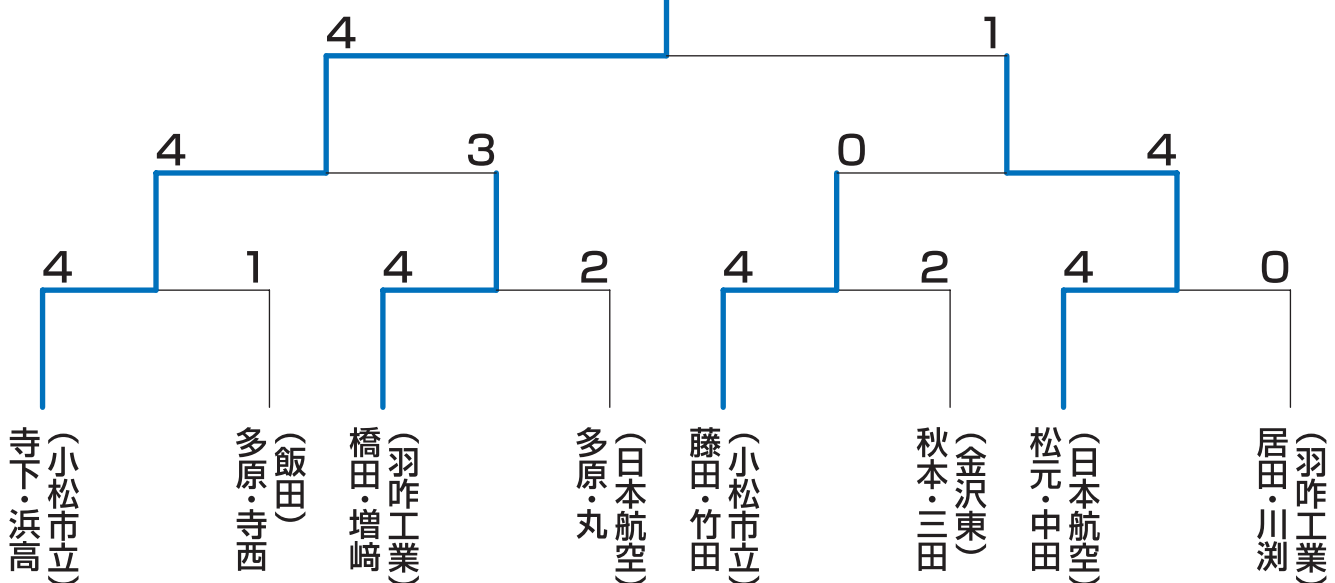 4 1
4 3 0 4
4 1 4 2 4 2 4 0
寺下・浜高
（小松市立）
多原・寺西
（飯田）
橋田・増﨑
（羽咋工業）
多原・丸
（日本航空）
藤田・竹田
（小松市立）
秋本・三田
（金沢東）
松元・中田
（日本航空）
居田・川渕
（羽咋工業）